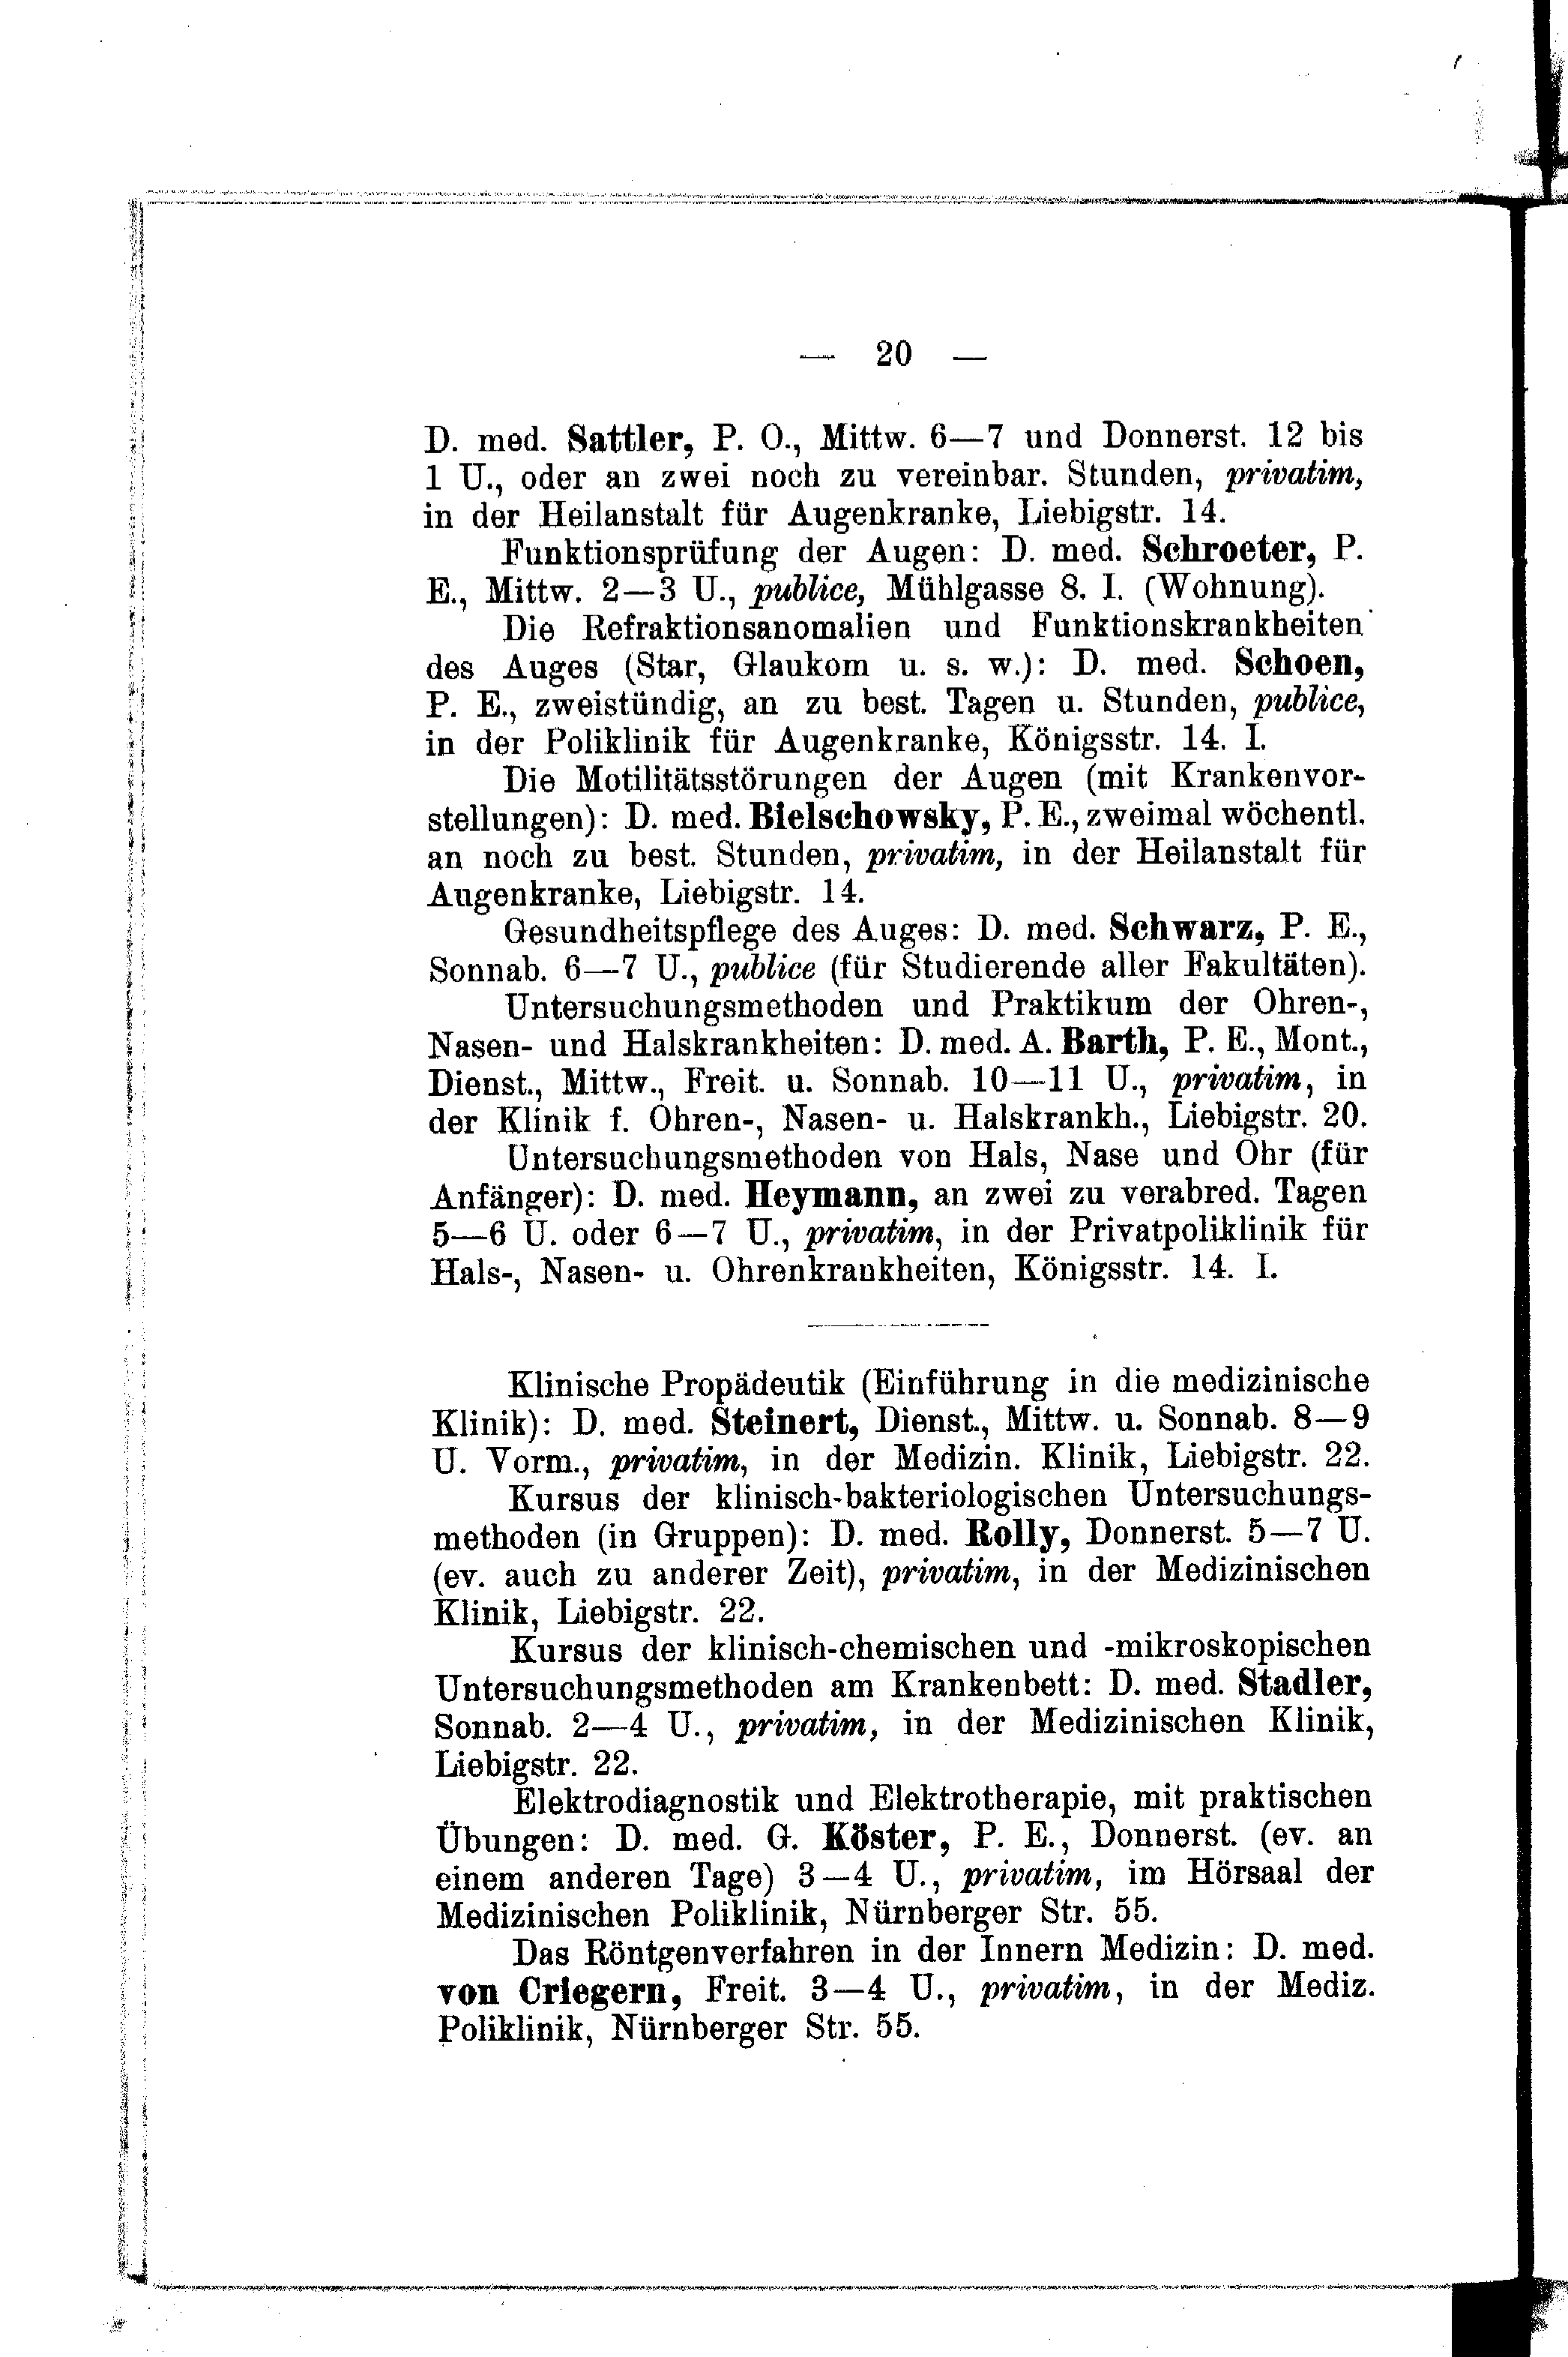 — 20 —
D. med. Sattler, P. O., Mittw. 6—7 und Donnerst. 12 bis
1 U., oder an zwei noch zu vereinbar. Stunden, privatim,
in der Heilanstalt für Augenkranke, Liebigstr. 14.
Funktionsprüfung der Augen: D. med. Schroeter, P.
E., Mittw. 2—3 U., publice, Mühlgasse 8. I. (Wohnung).
Die Refraktionsanomalien und Funktionskrankheiten
des Auges (Star, Glaukom u. s. w.): D. med. Schoen,
P. E., zweistündig, an zu best. Tagen u. Stunden, publice,
in der Poliklinik für Augenkranke, Königsstr. 14. I.
Die Motilitätsstörungen der Augen (mit Krankenvor-
stellungen): D. med. Bielschowsky, P. E., zweimal wöchentl.
an noch zu best. Stunden, privatim, in der Heilanstalt für
Augenkranke, Liebigstr. 14.
Gesundheitspflege des Auges: D. med. Schwarz, P. E.,
Sonnab. 6—7 U., publice (für Studierende aller Fakultäten).
Untersuchungsmethoden und Praktikum der Ohren-,
Nasen- und Halskrankheiten: D. med. A. Barth, P. E., Mont.,
Dienst., Mittw., Freit. u. Sonnab. 10—11 U., privatim, in
der Klinik f. Ohren-, Nasen- u. Halskrankh., Liebigstr. 20.
Untersuchungsmethoden von Hals, Nase und Ohr (für
Anfänger): D. med. Heymann, an zwei zu verabred. Tagen
5—6 U. oder 6—7 U., privatim, in der Privatpoliklinik für
Hals-, Nasen- u. Ohrenkrankheiten, Königsstr. 14. I.
Klinische Propädeutik (Einführung in die medizinische
Klinik): D. med. Steinert, Dienst., Mittw. u. Sonnab. 8—9
U. Vorm., privatim, in der Medizin. Klinik, Liebigstr. 22.
Kursus der klinisch-bakteriologischen Untersuchungs-
methoden (in Gruppen): D. med. Rolly, Donnerst. 5—7 U.
(ev. auch zu anderer Zeit), privatim, in der Medizinischen
Klinik, Liebigstr. 22.
Kursus der klinisch-chemischen und -mikroskopischen
Untersuchungsmethoden am Krankenbett: D. med. Stadler,
Sonnab. 2—4 U., privatim, in der Medizinischen Klinik,
Liebigstr. 22.
Elektrodiagnostik und Elektrotherapie, mit praktischen
Übungen: D. med. G. Köster, P. E., Donnerst. (ev. an
einem anderen Tage) 3—4 U., privatim, im Hörsaal der
Medizinischen Poliklinik, Nürnberger Str. 55.
Das Röntgenverfahren in der Innern Medizin: D. med.
von Criegern, Freit. 3—4 U., privatim, in der Mediz.
Poliklinik, Nürnberger Str. 55.